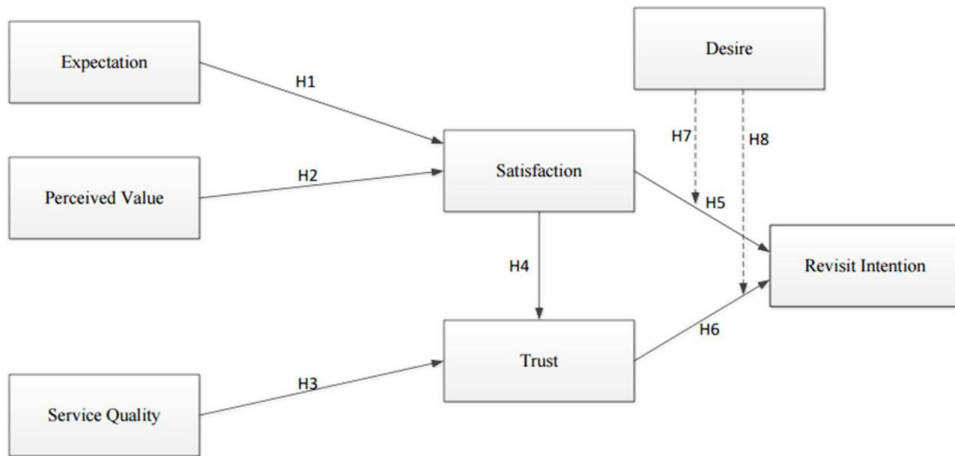 Expectation
Desire
H1
H7
H8
Perceived Value
H2
Satisfaction
H5
Revisit Intention
H4
H6
Trust
H3
Service Quality